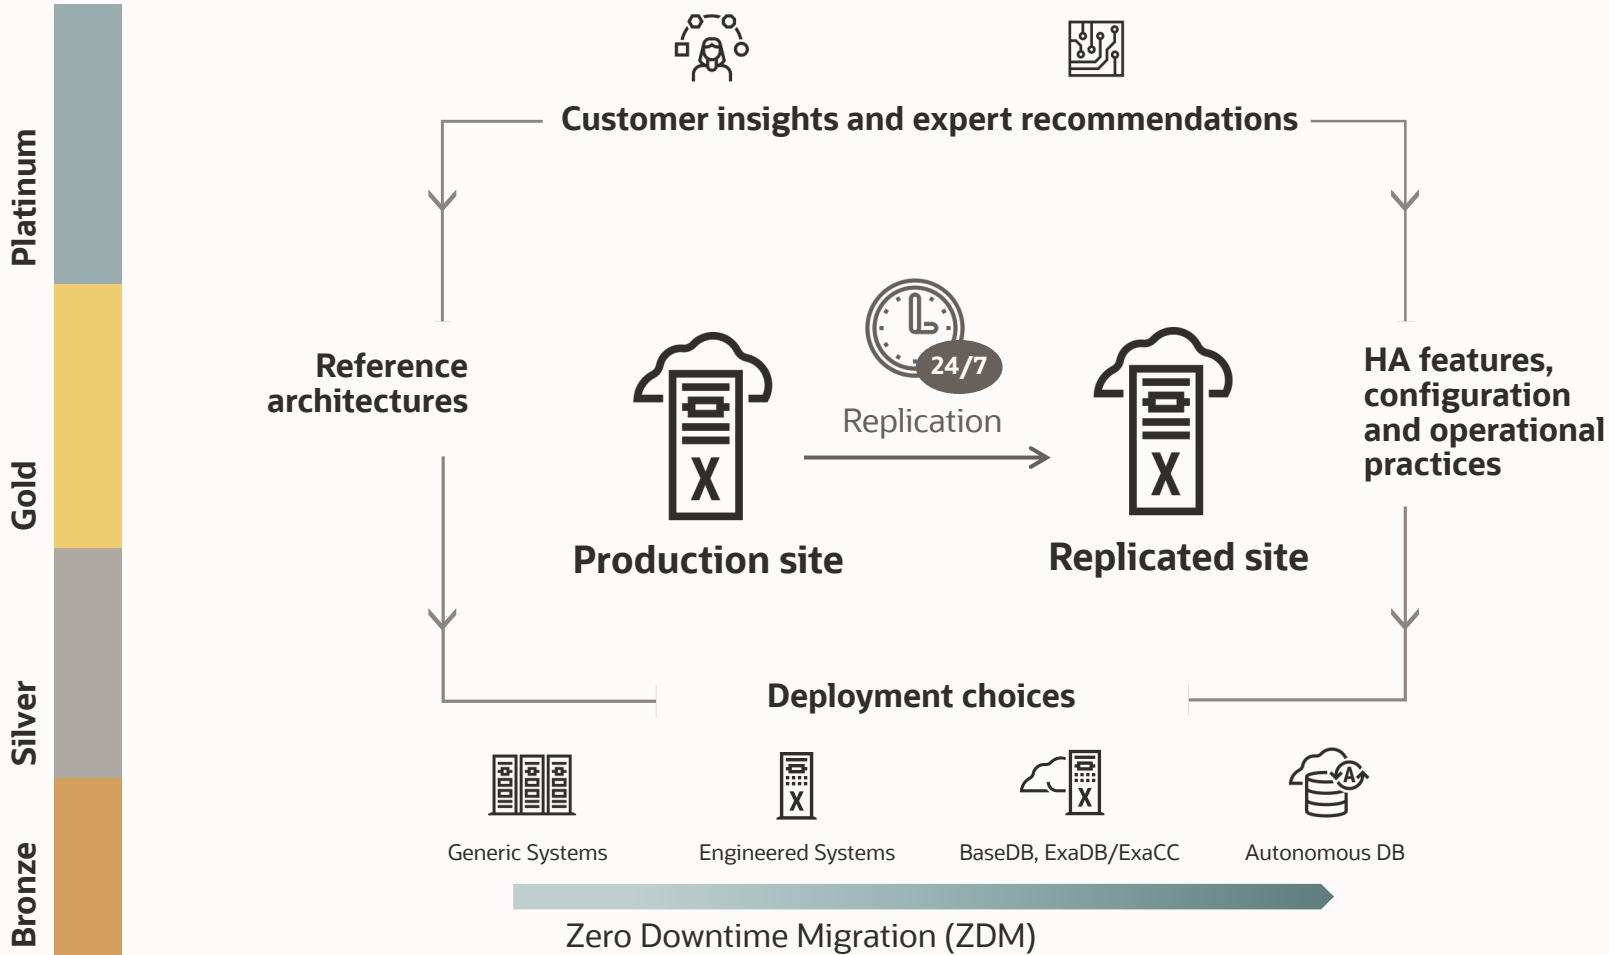 Platinum
Gold
Silver
Bronze
Customer insights and expert recommendations
Reference
architectures
24/7
Replication
X
Production site
X
Replicated site
HA features,
configuration
and operational
practices
Deployment choices
X
X
A
Generic Systems
Engineered Systems
BaseDB, ExaDB/ExaCC
Autonomous DB
Zero Downtime Migration (ZDM)